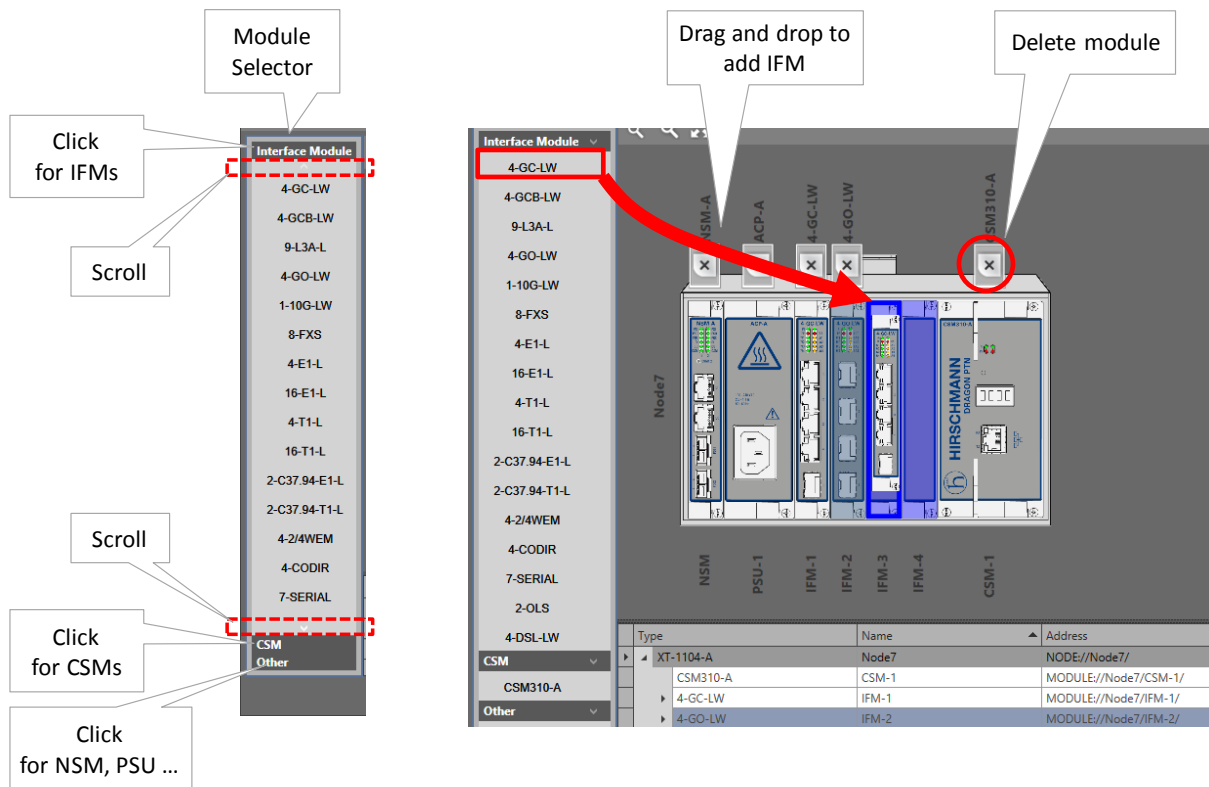 Module
Selector
Click
for IFMs
Scroll
Scroll
Click
for CSMs
Click
for NSM, PSU ...
Interface Module
4-GC-LW
4-GCB-LW
9-L3A-L
4-GO-LW
1-10G-LW
8-FXS
4-E1-L
16-E1-L
4-T1-L
16-T1-L
2-C37.94-E1-L
2-C37.94-T1-L
4-2/4WEM
4-CODIR
7-SERIAL
CSM
Other
Drag and drop to
add IFM
Delete module
Interface Module
4-GC-LW
4-GCB-LW
9-L3A-L
4-GO-LW
1-10G-LW
8-FXS
4-E1-L
16-E1-L
4-T1-L
16-T1-L
2-C37.94-E1-L
2-C37.94-T1-L
4-2/4WEM
4-CODIR
7-SERIAL
2-OLS
4-DSL-LW
CSM
CSM310-A
Other
NSM-A
ACP-A
4-GC-LW
4-GO-LW
CSM310-A
Node7
NSM-A
ACP-A
CSM310-A
HIRSCHMANN
DRAGON PTN
NSM
PSU-1
IFM-1
IFM-2
IFM-3
IFM-4
CSM-1
Type Name Address
XT-1104-A Node7 NODE://Node7/
CSM310-A CSM-1 MODULE://Node7/CSM-1/
4-GC-LW IFM-1 MODULE://Node7/IFM-1/
4-GO-LW IFM-2 MODULE://Node7/IFM-2/